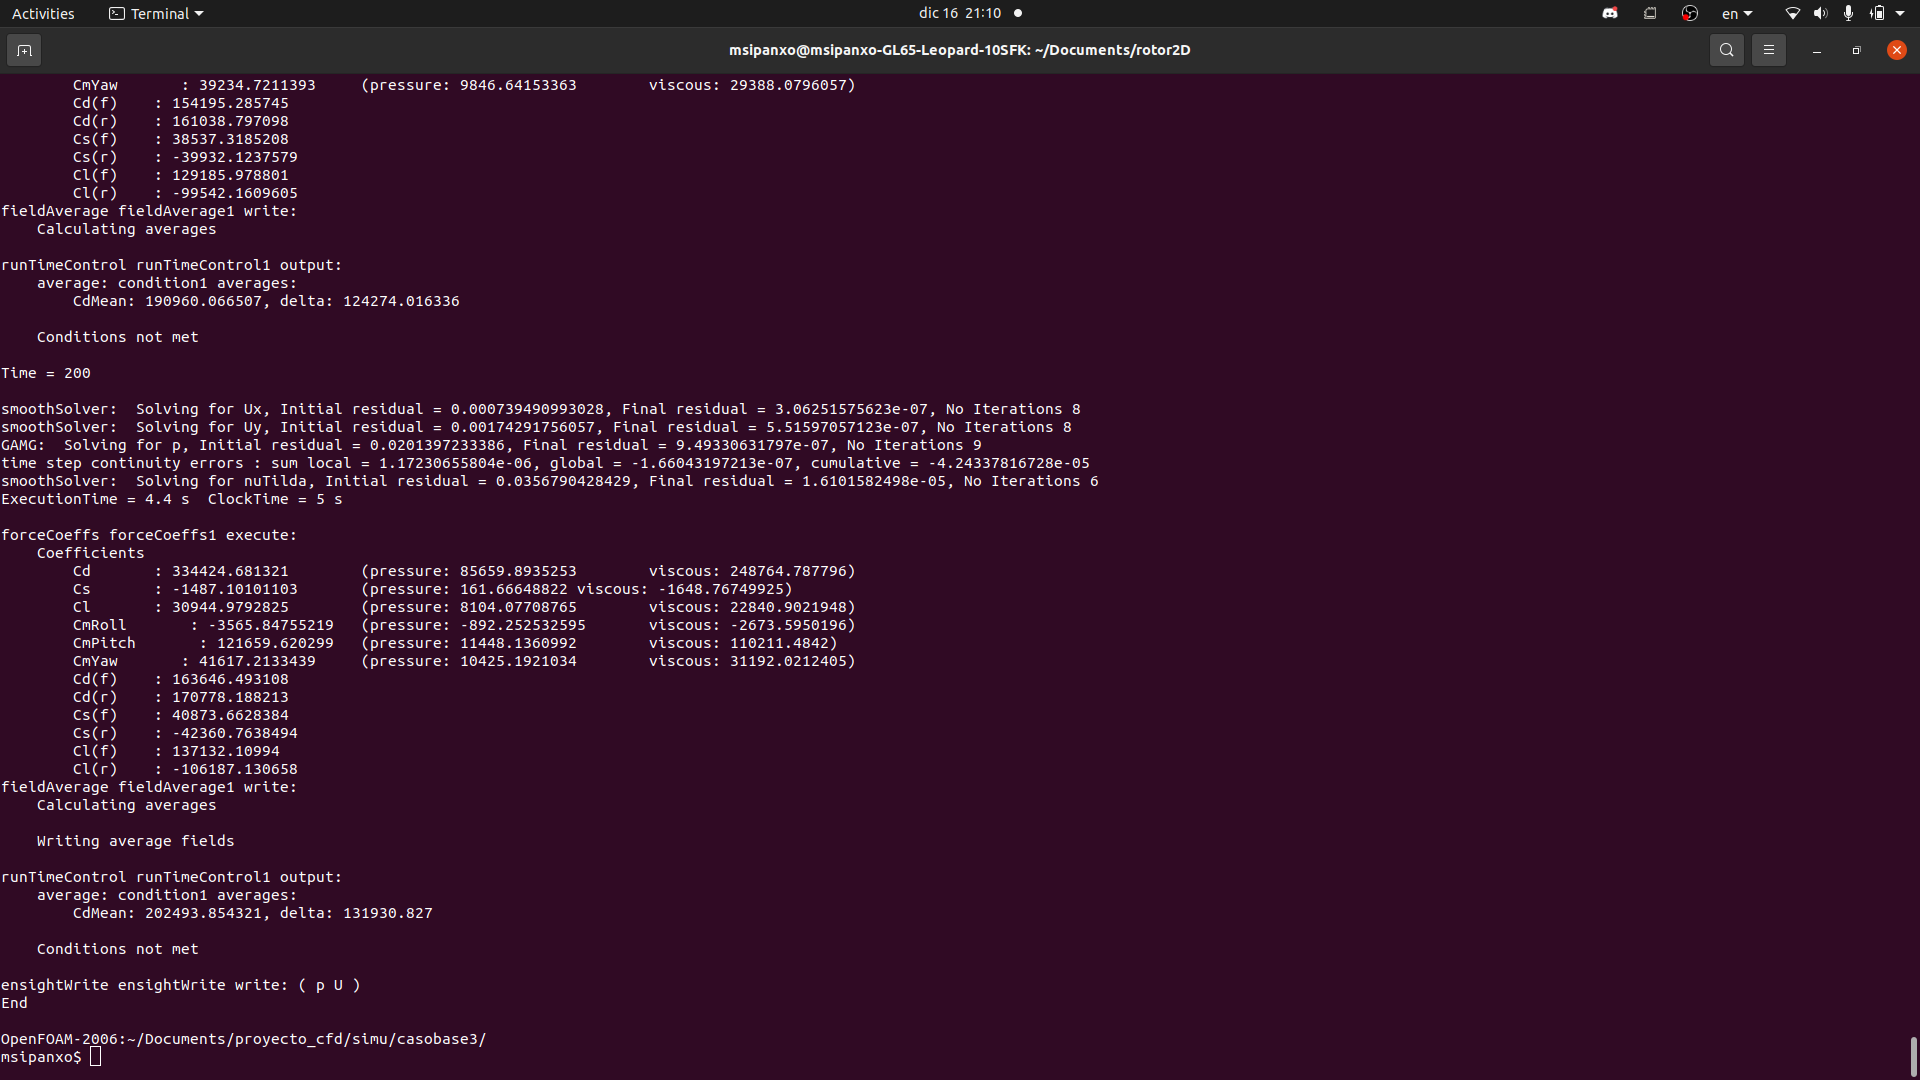 Activities
Terminal
dic 16 21:10
en
msipanxo@msipanxo-GL65-Leopard-10SFK: ~/Documents/rotor2D
CmYaw : 39234.7211393 (pressure: 9846.64153363 viscous: 29388.0796057)
Cd(f) : 154195.285745
Cd(r) : 161038.797098
Cs(f) : 38537.3185208
Cs(r) : -39932.1237579
Cl(f) : 129185.978801
Cl(r) : -99542.1609605
fieldAverage fieldAverage1 write:
Calculating averages
runTimeControl runTimeControl1 output:
average: condition1 averages:
CdMean: 190960.066507, delta: 124274.016336
Conditions not met
Time = 200
smoothSolver: Solving for Ux, Initial residual = 0.000739490993028, Final residual = 3.06251575623e-07, No Iterations 8
smoothSolver: Solving for Uy, Initial residual = 0.00174291756057, Final residual = 5.51597057123e-07, No Iterations 8
GAMG: Solving for p, Initial residual = 0.0201397233386, Final residual = 9.49330631797e-07, No Iterations 9
time step continuity errors : sum local = 1.17230655804e-06, global = -1.66043197213e-07, cumulative = -4.24337816728e-05
smoothSolver: Solving for nuTilda, Initial residual = 0.0356790428429, Final residual = 1.6101582498e-05, No Iterations 6
ExecutionTime = 4.4 s ClockTime = 5 s
forceCoeffs forceCoeffs1 execute:
Coefficients
Cd : 334424.681321 (pressure: 85659.8935253 viscous: 248764.787796)
Cs : -1487.10101103 (pressure: 161.66648822 viscous: -1648.76749925)
Cl : 30944.9792825 (pressure: 8104.07708765 viscous: 22840.9021948)
CmRoll : -3565.84755219 (pressure: -892.252532595 viscous: -2673.5950196)
CmPitch : 121659.620299 (pressure: 11448.1360992 viscous: 110211.4842)
CmYaw : 41617.2133439 (pressure: 10425.1921034 viscous: 31192.0212405)
Cd(f) : 163646.493108
Cd(r) : 170778.188213
Cs(f) : 40873.6628384
Cs(r) : -42360.7638494
Cl(f) : 137132.10994
Cl(r) : -106187.130658
fieldAverage fieldAverage1 write:
Calculating averages
Writing average fields
runTimeControl runTimeControl1 output:
average: condition1 averages:
CdMean: 202493.854321, delta: 131930.827
Conditions not met
ensightWrite ensightWrite write: ( p U )
End
OpenFOAM-2006:~/Documents/proyecto_cfd/simu/casobase3/
msipanxo$